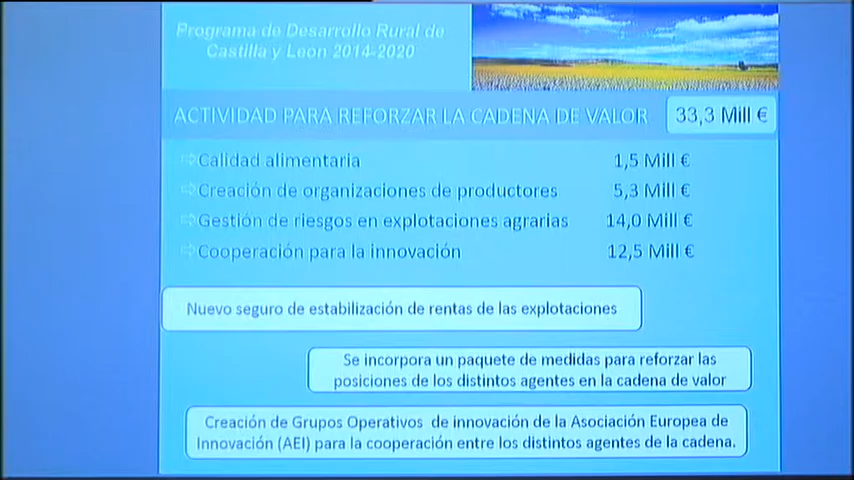 Programa de Desarrollo Rural de
Castilla y Leon 2014-2020
ACTIVIDAD PARA REFORZAR LA CADENA DE VALOR 33,3 Mill €
Calidad alimentaria 1,5 Mill €
Creación de organizaciones de productores 5,3 Mill €
Gestión de riesgos en explotaciones agrarias 14,0 Mill €
Cooperación para la innovación 12,5 Mill €
Nuevo seguro de estabilización de rentas de las explotaciones
Se incorpora un paquete de medidas para reforzar las
posiciones de los distintos agentes en la cadena de valor
Creación de Grupos Operativos de innovación de la Asociación Europea de
Innovación (AEI) para la cooperación entre los distintos agentes de la cadena.